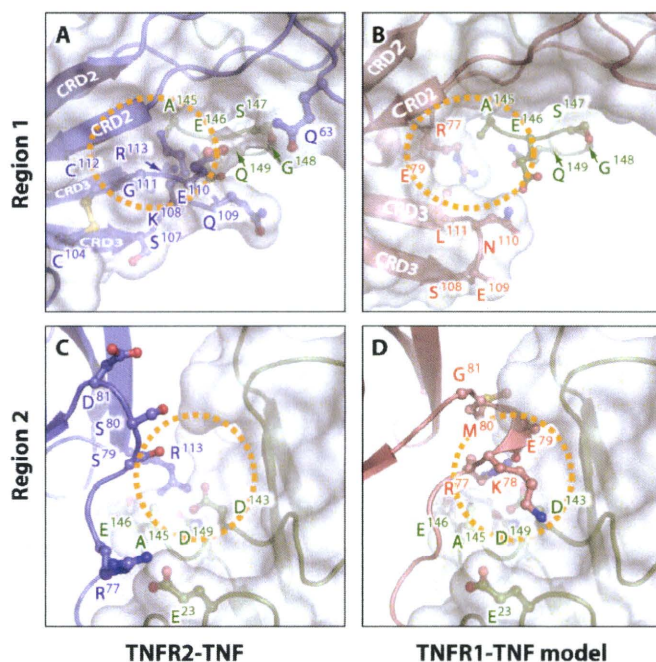 A
CRD2
CRD2
A145
S147
E146
Q63
C112
R113
CRD3
G111
E110
Q149
G148
K108
Q109
CRD3
S107
C104
Region 1
B
CRD2
A145
S147
R77
E146
E79
Q149
G148
CRD3
L111
N110
CRD3
S108
E109
C
D81
S80
S79
R113
D143
E146
A145
D149
R77
E23
Region 2
D
G81
M80
E79
R77
K78
D143
E146
A145
D149
E23
TNFR2-TNF
TNFR1-TNF model